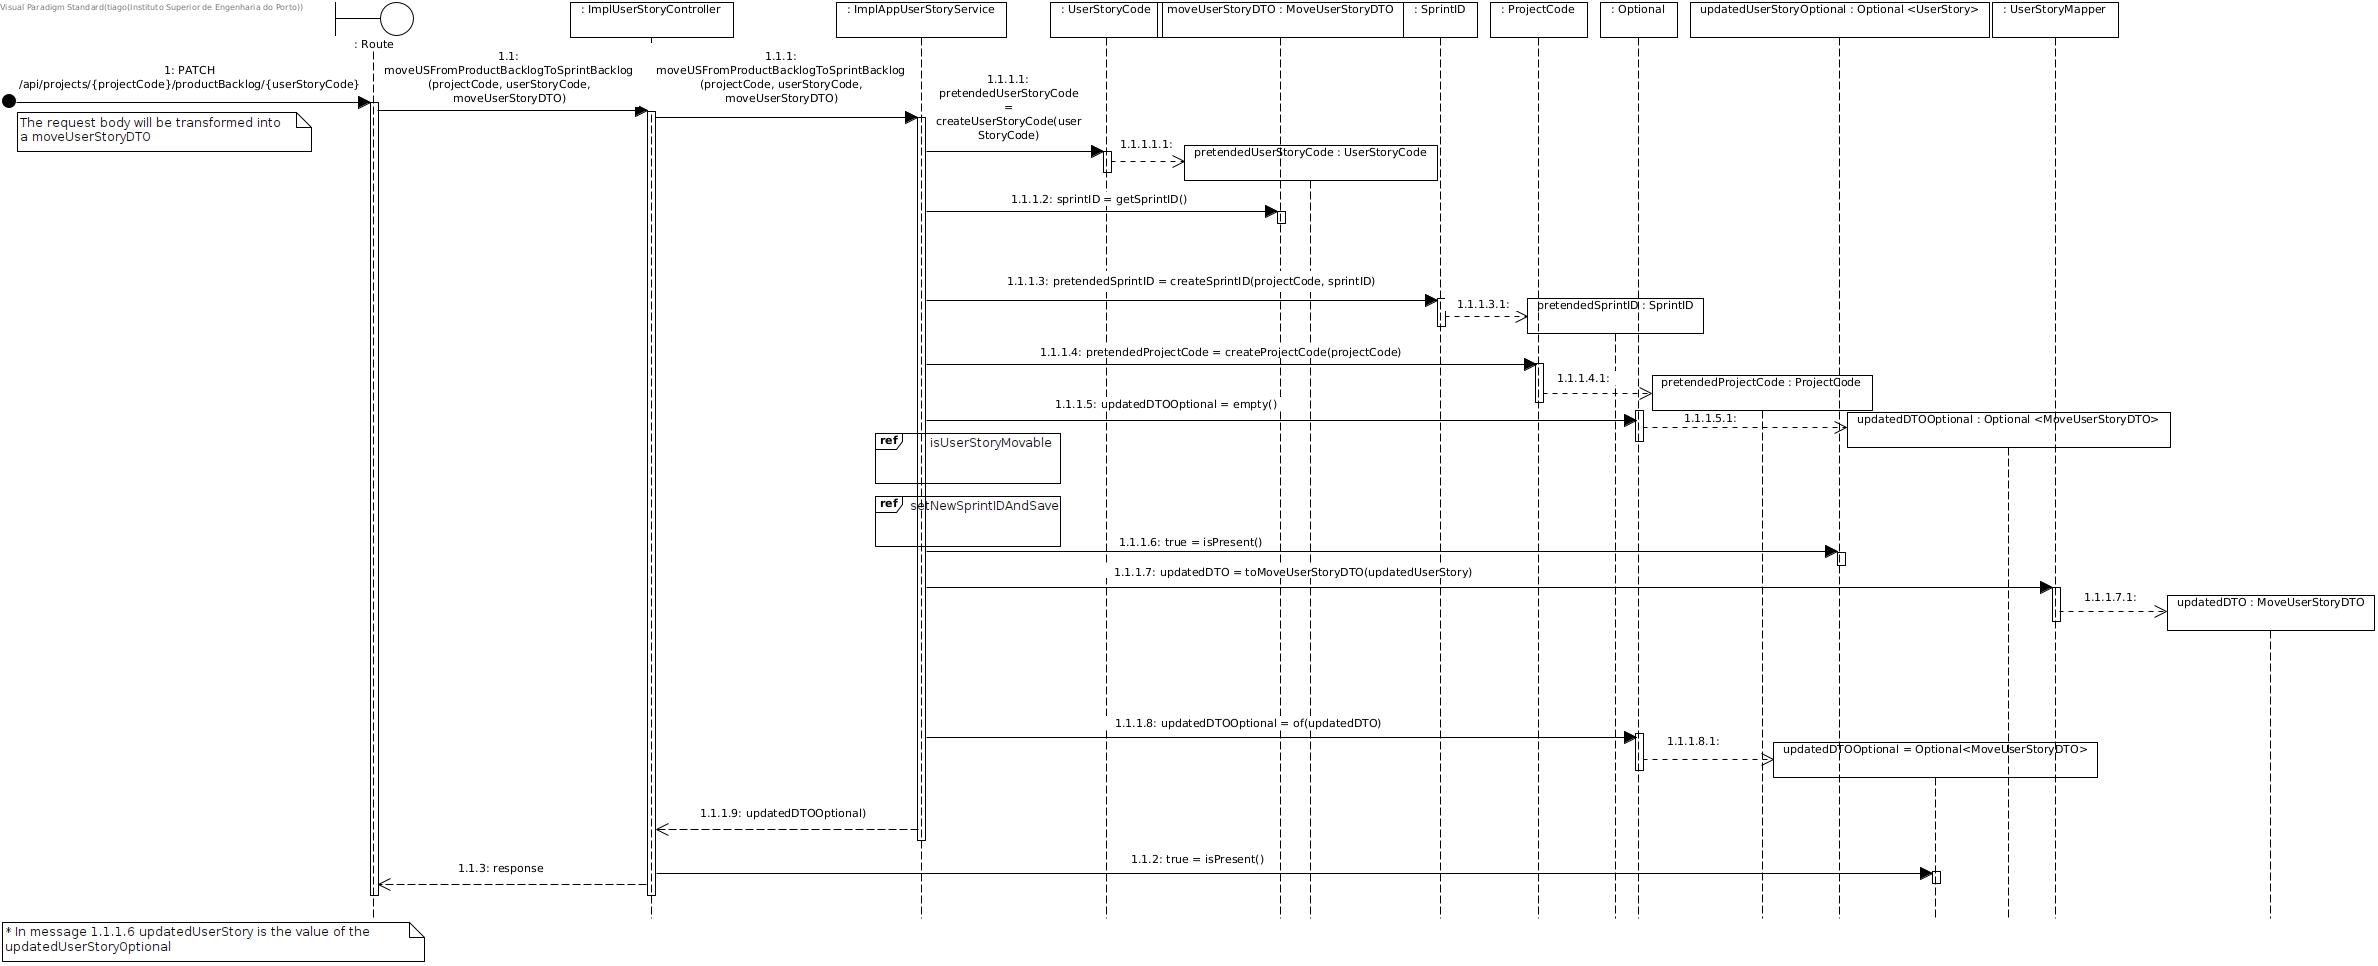 Visual Paradigm Standard(tiago(Instituto Superior de Engenharia do Porto))
: Route
: ImplUserStoryController
: ImplAppUserStoryService
: UserStoryCode
moveUserStoryDTO : MoveUserStoryDTO
: SprintID
: ProjectCode
: Optional
updatedUserStoryOptional : Optional <UserStory>
: UserStoryMapper
1: PATCH
/api/projects/{projectCode}/productBacklog/{userStoryCode}
The request body will be transformed into
a moveUserStoryDTO
1.1:
moveUSFromProductBacklogToSprintBacklog
(projectCode, userStoryCode,
moveUserStoryDTO)
1.1.1:
moveUSFromProductBacklogToSprintBacklog
(projectCode, userStoryCode,
moveUserStoryDTO)
1.1.1.1:
pretendedUserStoryCode
=
createUserStoryCode(user
StoryCode)
1.1.1.1.1:
pretendedUserStoryCode : UserStoryCode
1.1.1.2: sprintID = getSprintID()
1.1.1.3: pretendedSprintID = createSprintID(projectCode, sprintID)
1.1.1.3.1:
pretendedSprintID : SprintID
1.1.1.4: pretendedProjectCode = createProjectCode(projectCode)
1.1.1.4.1:
pretendedProjectCode : ProjectCode
1.1.1.5: updatedDTOOptional = empty()
1.1.1.5.1:
updatedDTOOptional : Optional <MoveUserStoryDTO>
ref
isUserStoryMovable
ref
setNewSprintIDAndSave
1.1.1.6: true = isPresent()
1.1.1.7: updatedDTO = toMoveUserStoryDTO(updatedUserStory)
1.1.1.7.1:
updatedDTO : MoveUserStoryDTO
1.1.1.8: updatedDTOOptional = of(updatedDTO)
1.1.1.8.1:
updatedDTOOptional = Optional<MoveUserStoryDTO>
1.1.1.9: updatedDTOOptional)
1.1.2: true = isPresent()
1.1.3: response
* In message 1.1.1.6 updatedUserStory is the value of the
updatedUserStoryOptional